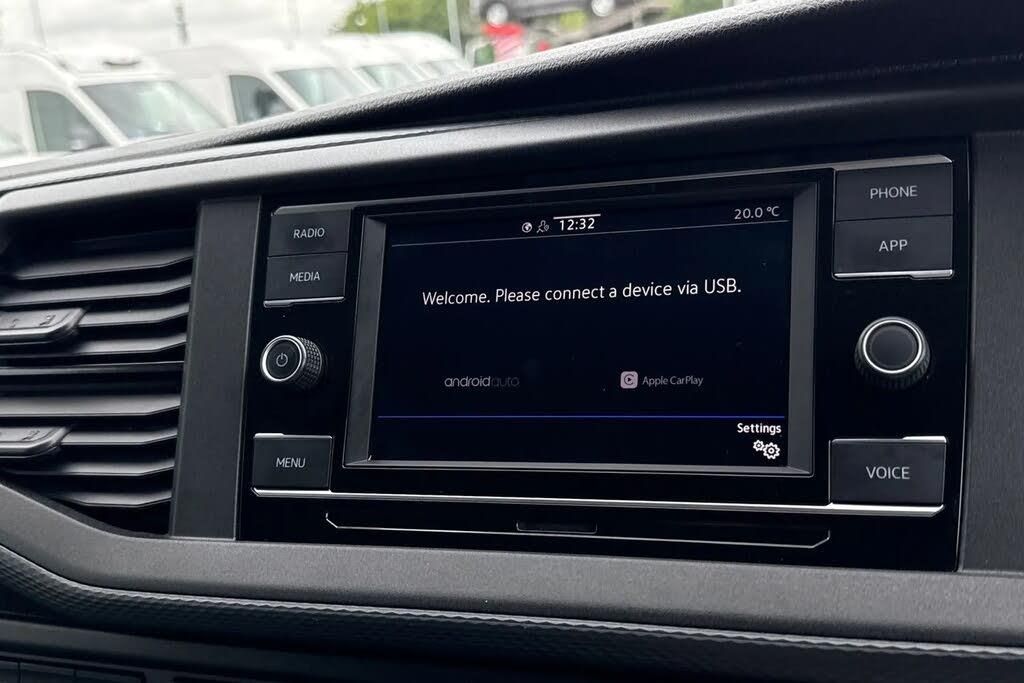 RADIO
MEDIA
MENU
12:32
20.0 °C
Welcome. Please connect a device via USB.
androidauto
Apple CarPlay
Settings
PHONE
APP
VOICE